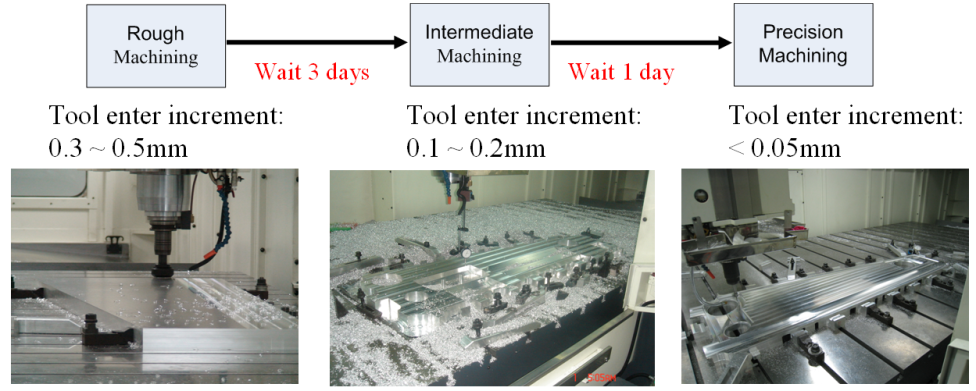 Rough
Machining
Wait 3 days
Intermediate
Machining
Wait 1 day
Precision
Machining
Tool enter increment:
0.3 ~ 0.5mm
Tool enter increment:
0.1 ~ 0.2mm
Tool enter increment:
< 0.05mm